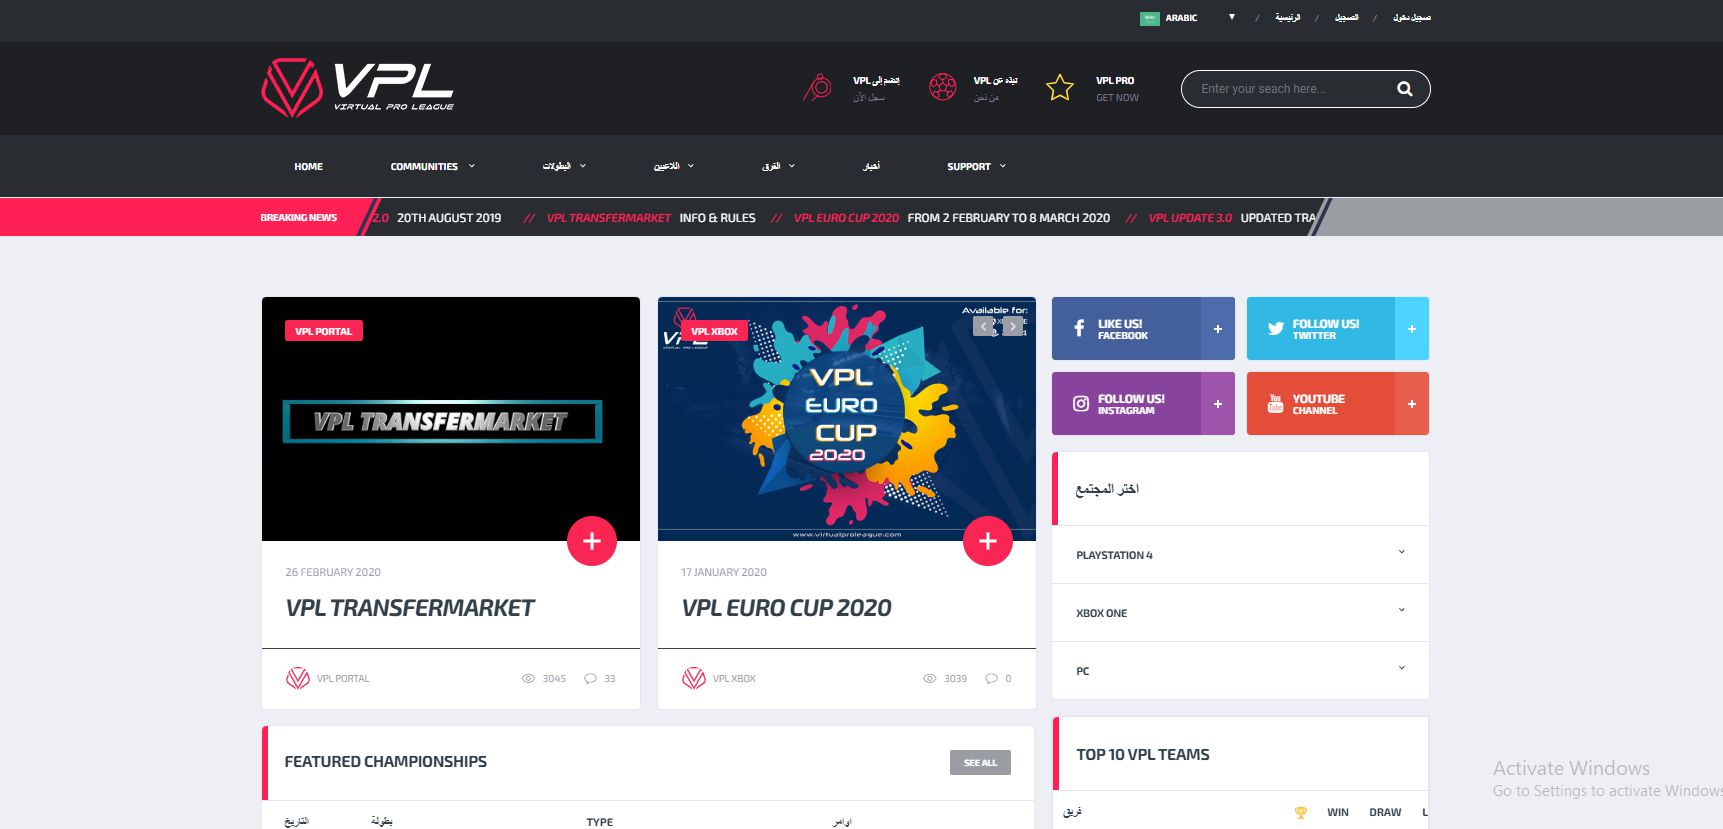 ARABIC / الرئيسية / التسجيل / تسجيل دخول
VPL
VIRTUAL PRO LEAGUE
إنضم إلى VPL
سجل الأن
نبذه عن VPL
من نحن
VPL PRO
GET NOW
Enter your seach here...
HOME
COMMUNITIES
البطولات
اللاعبين
الفرق
أخبار
SUPPORT
BREAKING NEWS
2.0 20TH AUGUST 2019 // VPL TRANSFERMARKET INFO & RULES // VPL EURO CUP 2020 FROM 2 FEBRUARY TO 8 MARCH 2020 // VPL UPDATE 3.0 UPDATED TRA
VPL PORTAL
VPL TRANSFERMARKET
26 FEBRUARY 2020
VPL TRANSFERMARKET
VPL PORTAL 3045 33
Available for:
VPL XBOX
VPL
EURO
CUP
2020
www.virtualproleague.com
17 JANUARY 2020
VPL EURO CUP 2020
VPL XBOX 3039 0
LIKE US!
FACEBOOK
+
FOLLOW US!
TWITTER
+
FOLLOW US!
INSTAGRAM
+
YOUTUBE
CHANNEL
+
اختر المجتمع
PLAYSTATION 4
XBOX ONE
PC
FEATURED CHAMPIONSHIPS
SEE ALL
التاريخ بطولة TYPE اوامر
TOP 10 VPL TEAMS
فريق WIN DRAW L
Activate Windows
Go to Settings to activate Windows